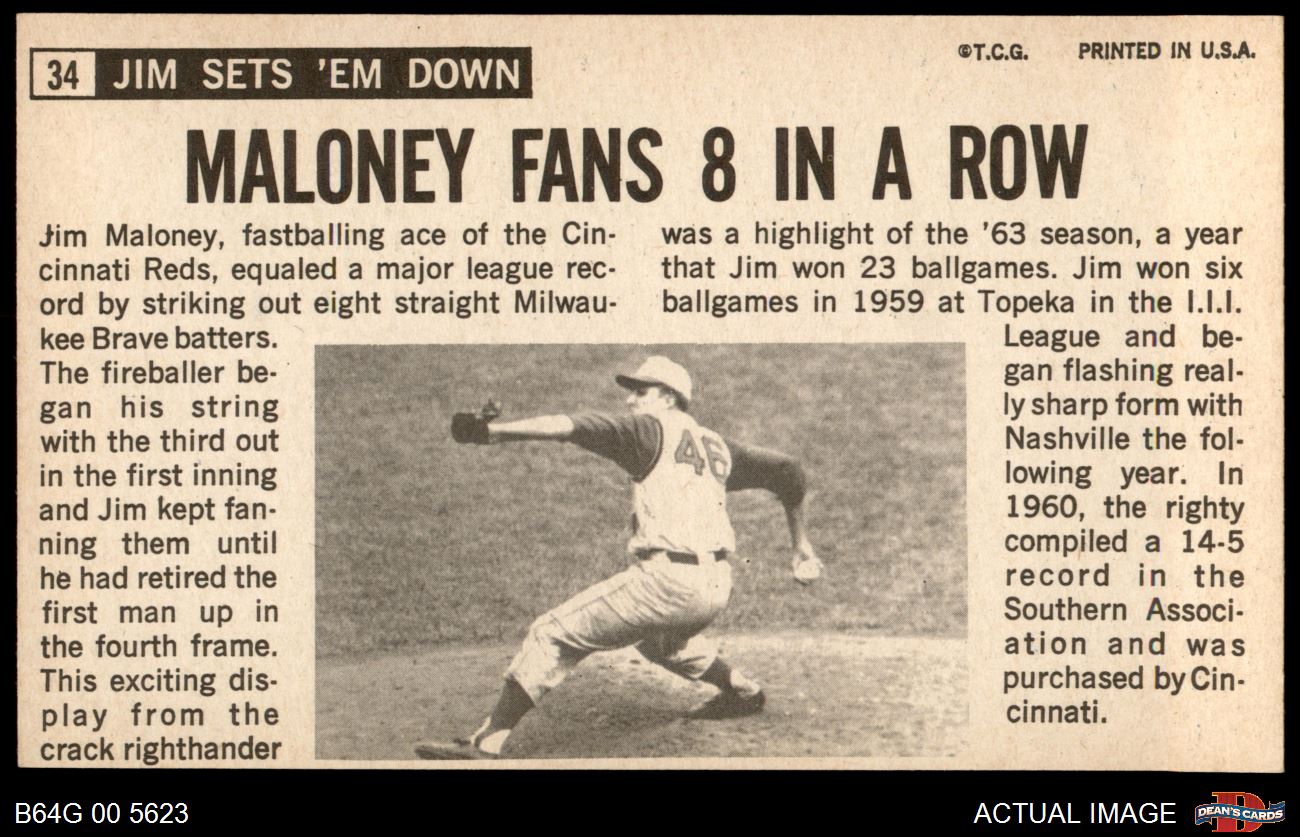 34 JIM SETS 'EM DOWN
©T.C.G. PRINTED IN U.S.A.
MALONEY FANS 8 IN A ROW
Jim Maloney, fastballing ace of the Cin-
cinnati Reds, equaled a major league rec-
ord by striking out eight straight Milwau-
kee Brave batters.
The fireballer be-
gan his string
with the third out
in the first inning
and Jim kept fan-
ning them until
he had retired the
first man up in
the fourth frame.
This exciting dis-
play from the
crack righthander
was a highlight of the '63 season, a year
that Jim won 23 ballgames. Jim won six
ballgames in 1959 at Topeka in the I.I.I.
League and be-
gan flashing real-
ly sharp form with
Nashville the fol-
lowing year. In
1960, the righty
compiled a 14-5
record in the
Southern Associ-
ation and was
purchased by Cin-
cinnati.
46
B64G 00 5623
ACTUAL IMAGE
D
DEAN'S CARDS